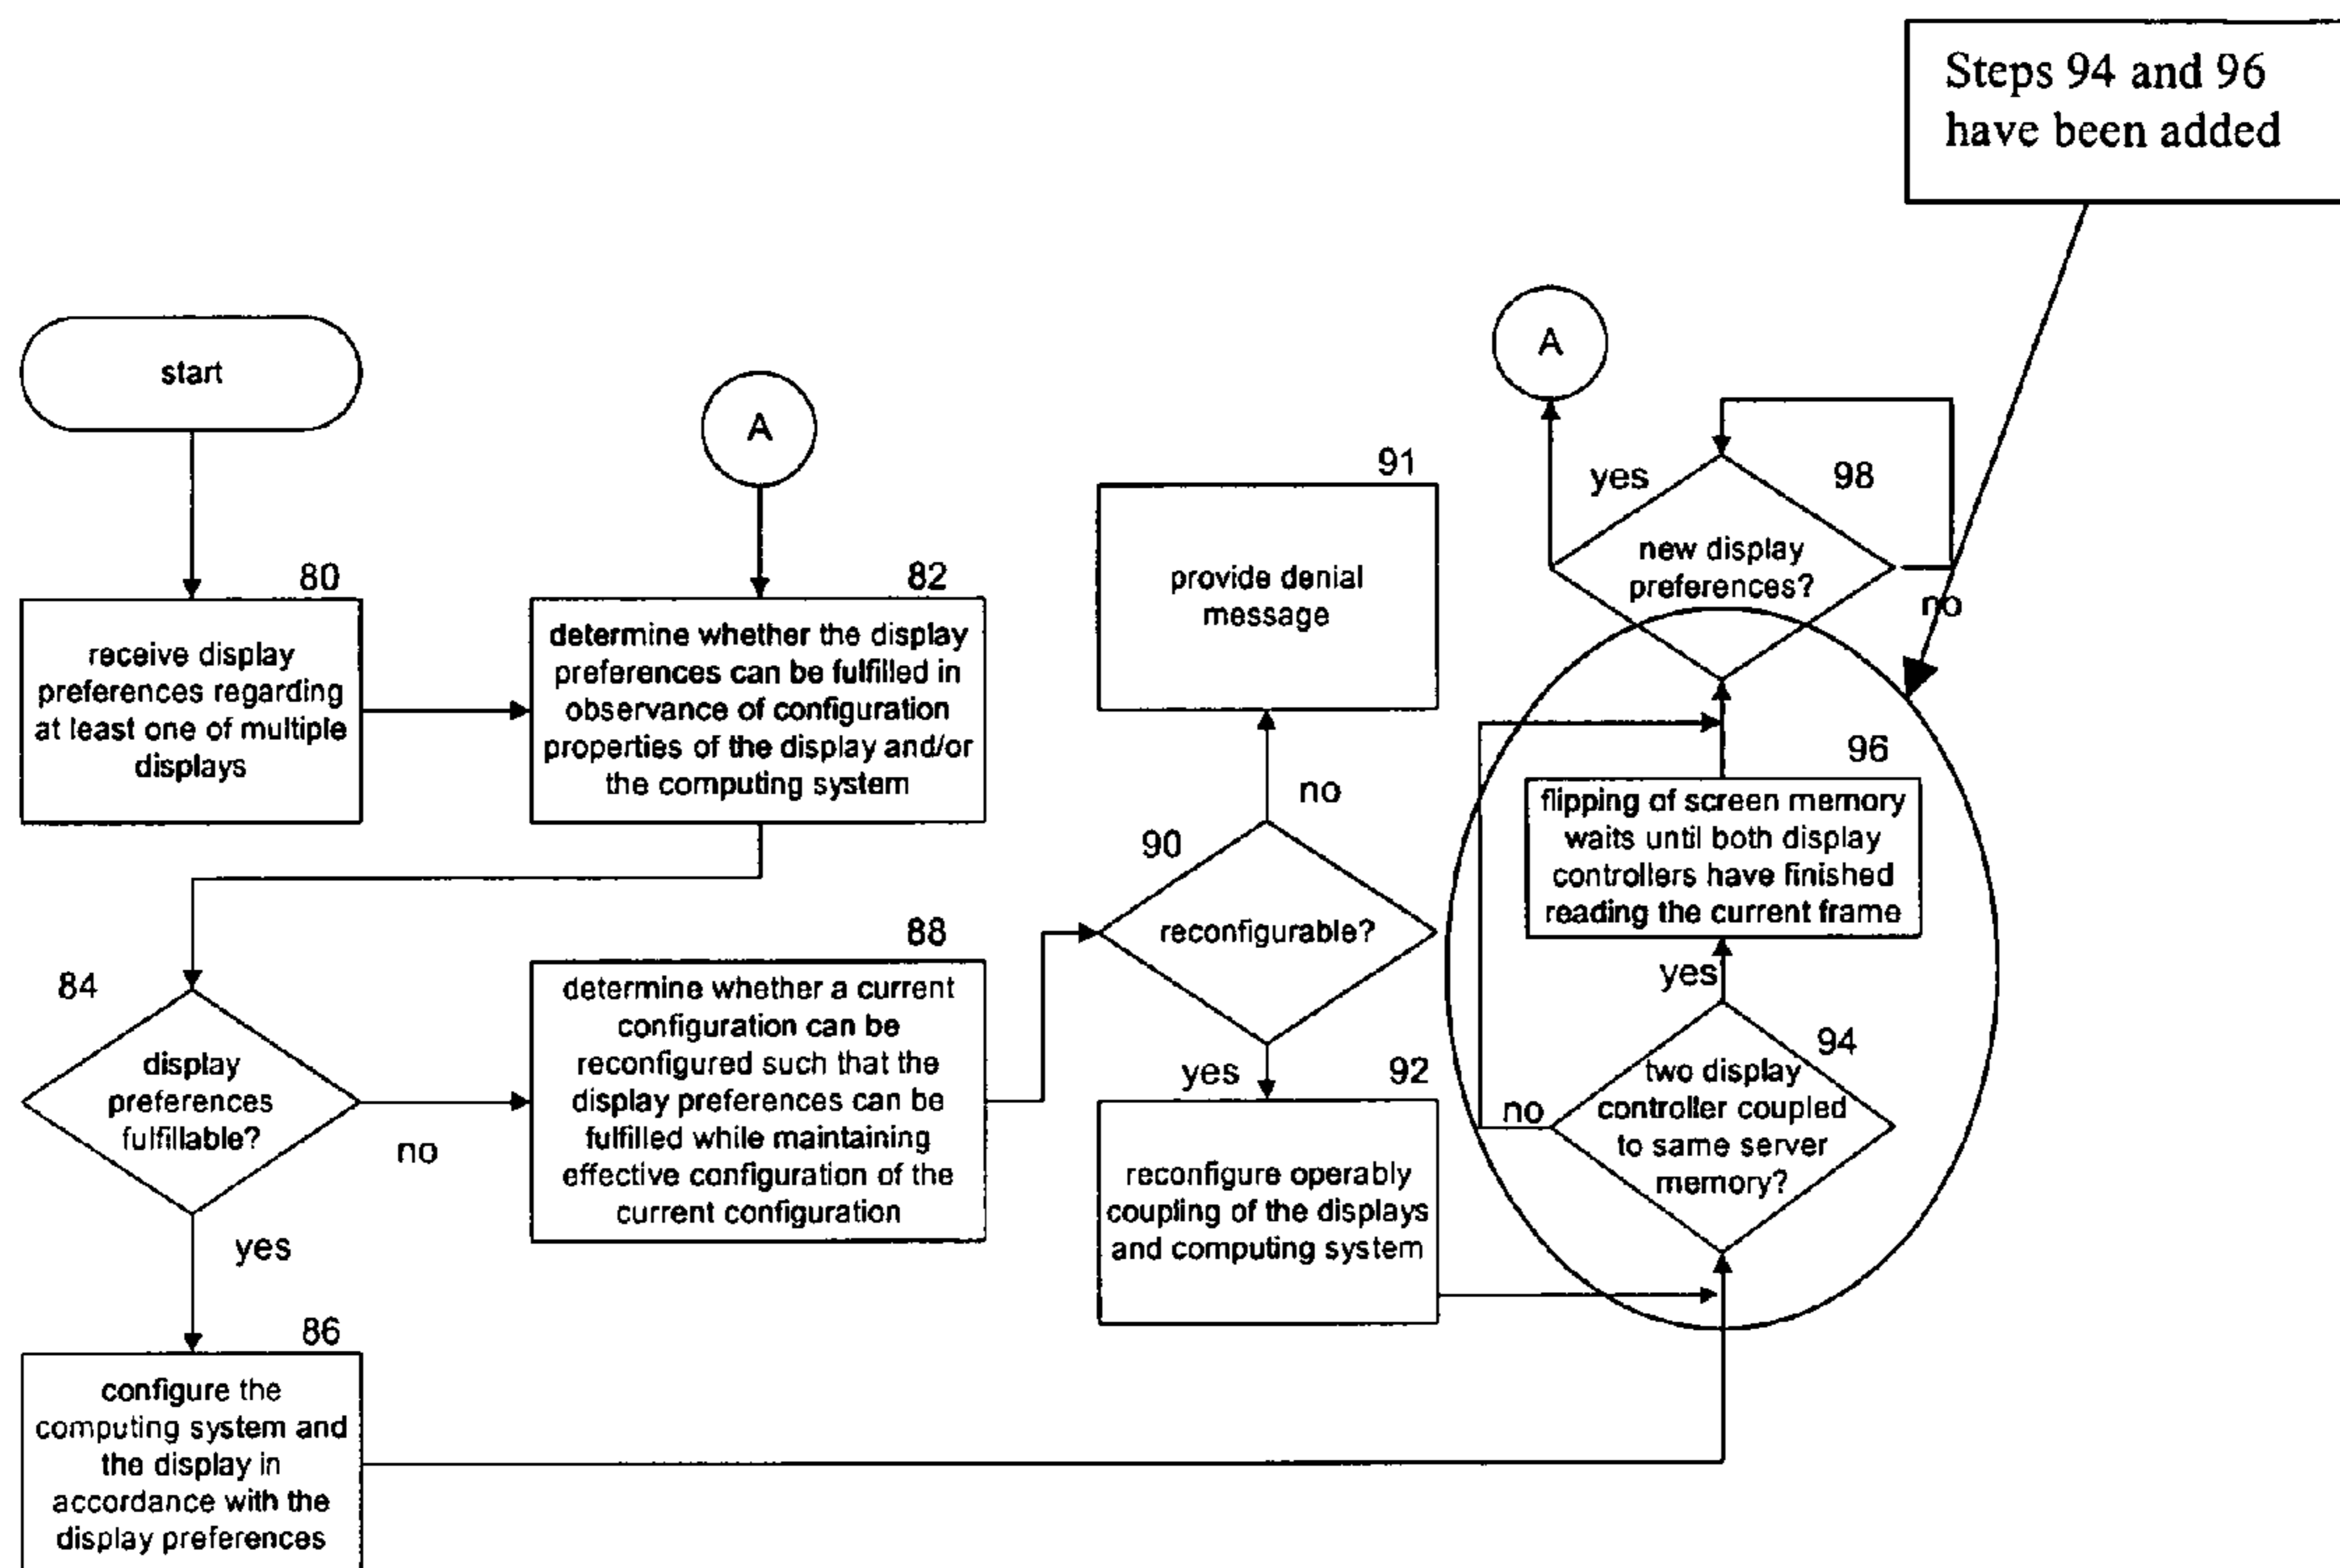 Steps 94 and 96
have been added
start
A
80
receive display
preferences regarding
at least one of multiple
displays
A
82
determine whether the display
preferences can be fulfilled in
observance of configuration
properties of the display and/or
the computing system
84
display
preferences
fulfillable?
no
yes
86
configure the
computing system and
the display in
accordance with the
display preferences
88
determine whether a current
configuration can be
reconfigured such that the
display preferences can be
fulfilled while maintaining
effective configuration of the
current configuration
90
reconfigurable?
no
91
provide denial
message
yes
92
reconfigure operably
coupling of the displays
and computing system
94
two display
controller coupled
to same server
memory?
no
yes
96
flipping of screen memory
waits until both display
controllers have finished
reading the current frame
98
new display
preferences?
yes
no